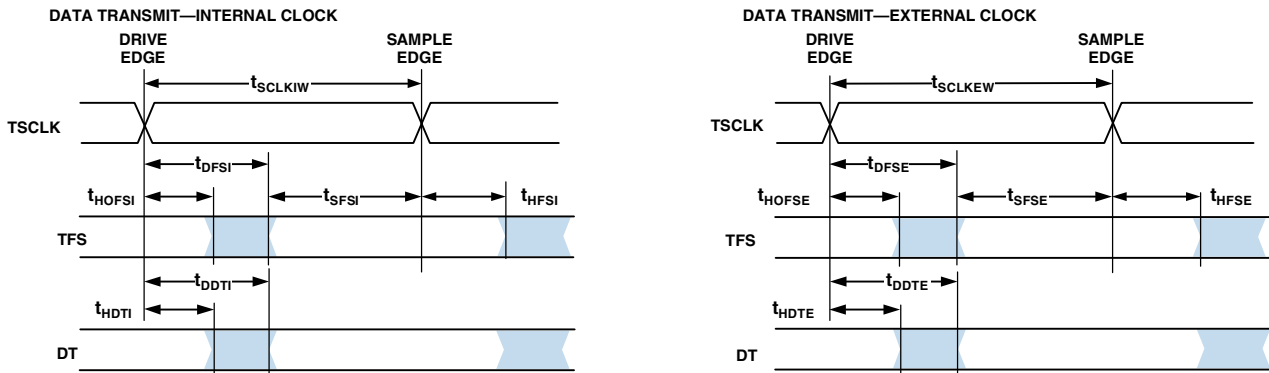 DATA TRANSMIT—INTERNAL CLOCK
DRIVE
EDGE
SAMPLE
EDGE
tSCLKIW
TSCLK
tDFSI
tHOFSI
tSFSI
tHFSI
TFS
tDDTI
tHDTI
DT
DATA TRANSMIT—EXTERNAL CLOCK
DRIVE
EDGE
SAMPLE
EDGE
tSCLKEW
TSCLK
tDFSE
tHOFSE
tSFSE
tHFSE
TFS
tDDTE
tHDTE
DT